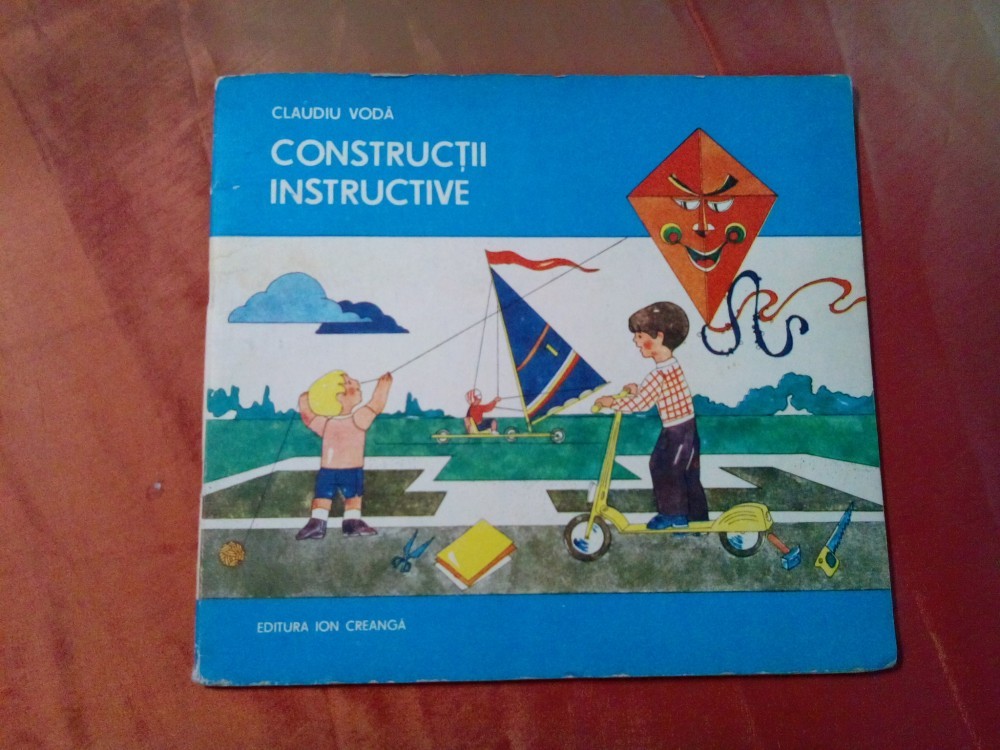 CLAUDIU VODĂ
CONSTRUCȚII
INSTRUCTIVE
EDITURA ION CREANGĂ